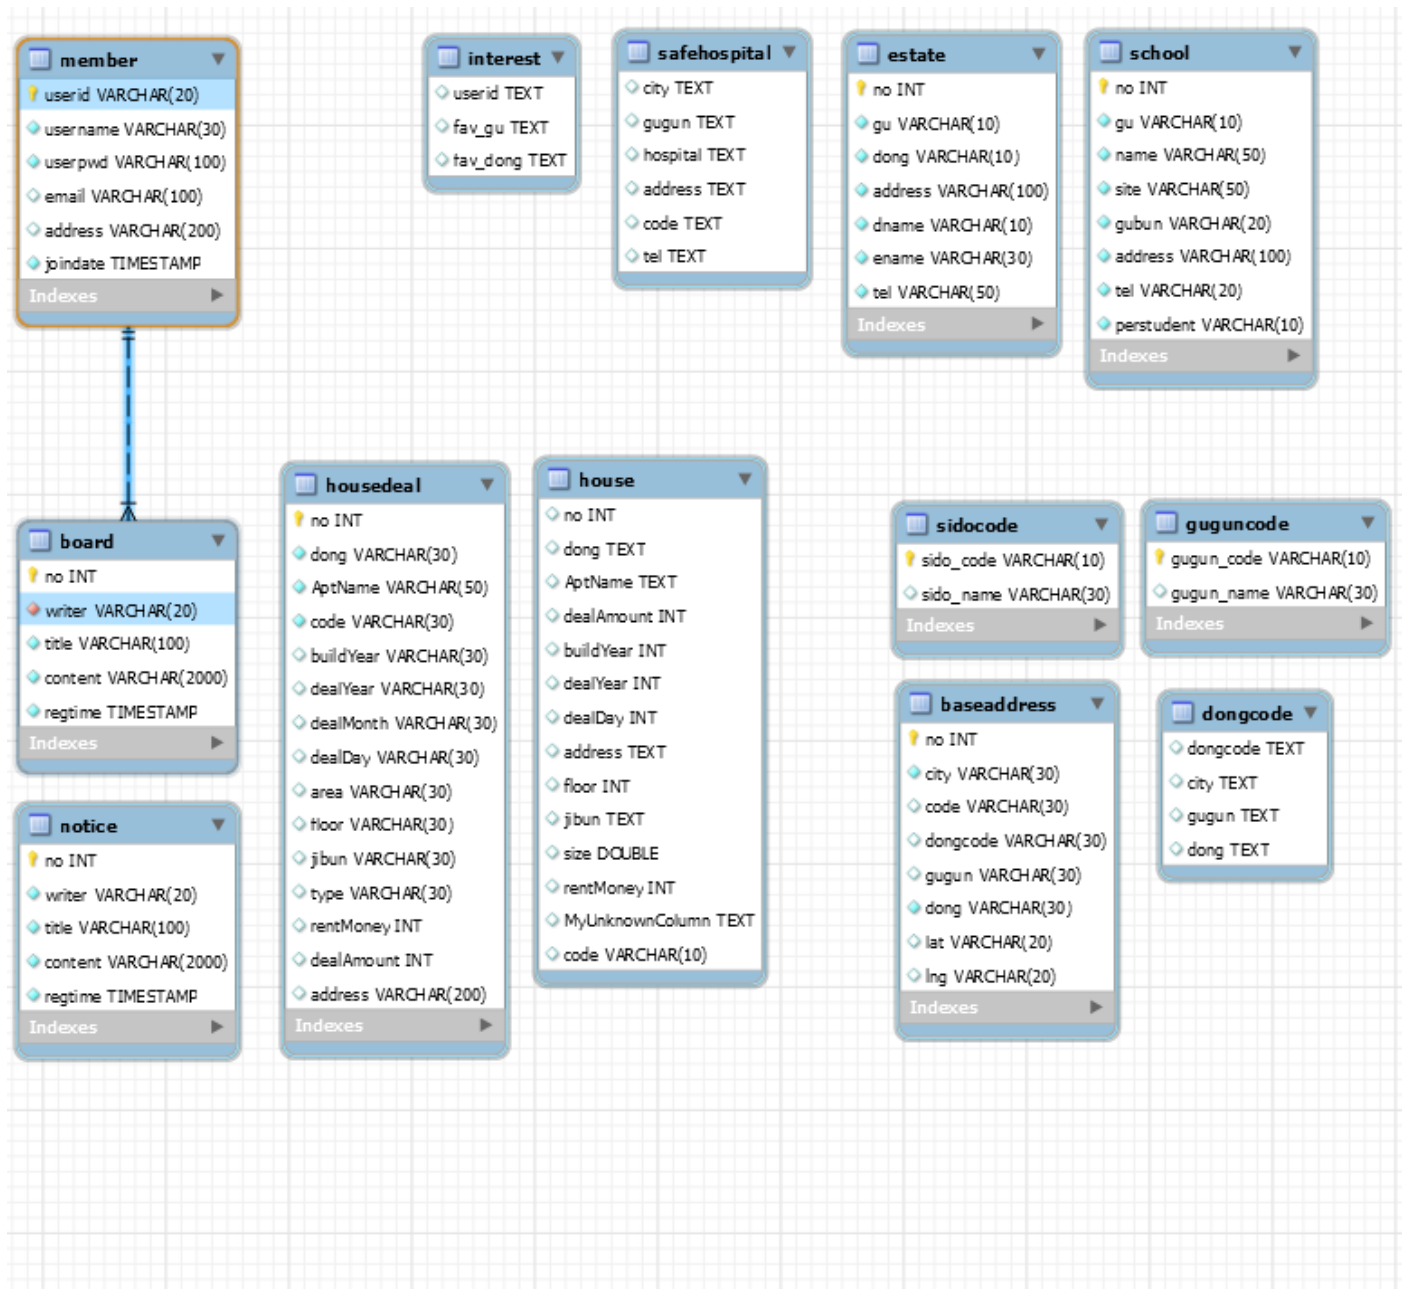 member
userid VARCHAR(20)
username VARCHAR(30)
userpwd VARCHAR(100)
email VARCHAR(100)
address VARCHAR(200)
joindate TIMESTAMP
Indexes
interest
userid TEXT
fav_gu TEXT
fav_dong TEXT
safehospital
city TEXT
gugun TEXT
hospital TEXT
address TEXT
code TEXT
tel TEXT
estate
no INT
gu VARCHAR(10)
dong VARCHAR(10)
address VARCHAR(100)
dname VARCHAR(10)
ename VARCHAR(30)
tel VARCHAR(50)
Indexes
school
no INT
gu VARCHAR(10)
name VARCHAR(50)
site VARCHAR(50)
gubun VARCHAR(20)
address VARCHAR(100)
tel VARCHAR(20)
perstudent VARCHAR(10)
Indexes
board
no INT
writer VARCHAR(20)
title VARCHAR(100)
content VARCHAR(2000)
regtime TIMESTAMP
Indexes
notice
no INT
writer VARCHAR(20)
title VARCHAR(100)
content VARCHAR(2000)
regtime TIMESTAMP
Indexes
housedeal
no INT
dong VARCHAR(30)
AptName VARCHAR(50)
code VARCHAR(30)
buildYear VARCHAR(30)
dealYear VARCHAR(30)
dealMonth VARCHAR(30)
dealDay VARCHAR(30)
area VARCHAR(30)
floor VARCHAR(30)
jibun VARCHAR(30)
type VARCHAR(30)
rentMoney INT
dealAmount INT
address VARCHAR(200)
Indexes
house
no INT
dong TEXT
AptName TEXT
dealAmount INT
buildYear INT
dealYear INT
dealDay INT
address TEXT
floor INT
jibun TEXT
size DOUBLE
rentMoney INT
MyUnknownColumn TEXT
code VARCHAR(10)
sidocode
sido_code VARCHAR(10)
sido_name VARCHAR(30)
Indexes
guguncode
gugun_code VARCHAR(10)
gugun_name VARCHAR(30)
Indexes
baseaddress
no INT
city VARCHAR(30)
code VARCHAR(30)
dongcode VARCHAR(30)
gugun VARCHAR(30)
dong VARCHAR(30)
lat VARCHAR(20)
lng VARCHAR(20)
Indexes
dongcode
dongcode TEXT
city TEXT
gugun TEXT
dong TEXT